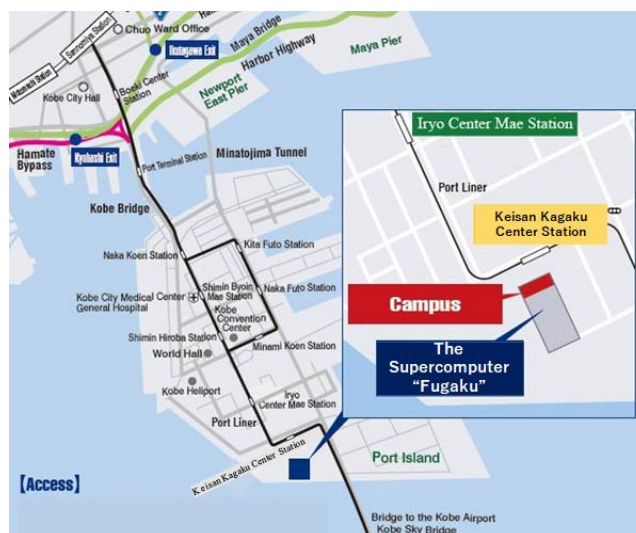 Chuo Ward Office
Maya Bridge
Sannomiya Station
Harbor Highway
Maya Pier
Boeki Center
Station
Newport
East Pier
Kobe City Hall
Hamate
Bypass
Kyobashi Exit
Port Terminal Station
Minatojima Tunnel
Kobe Bridge
Kita Futo Station
Naka Koen Station
Shimin Byoin
Mae Station
Naka Futo Station
Kobe City Medical Center
General Hospital
Kobe
Convention
Center
Shimin Hiroba Station
Minami Koen Station
World Hall
Kobe Heliport
Iryo
Center Mae Station
Port Liner
Keisan Kagaku Center Station
Port Island
【Access】
Bridge to the Kobe Airport
Kobe Sky Bridge
Iryo Center Mae Station
Port Liner
Keisan Kagaku
Center Station
Campus
The
Supercomputer
“Fugaku”